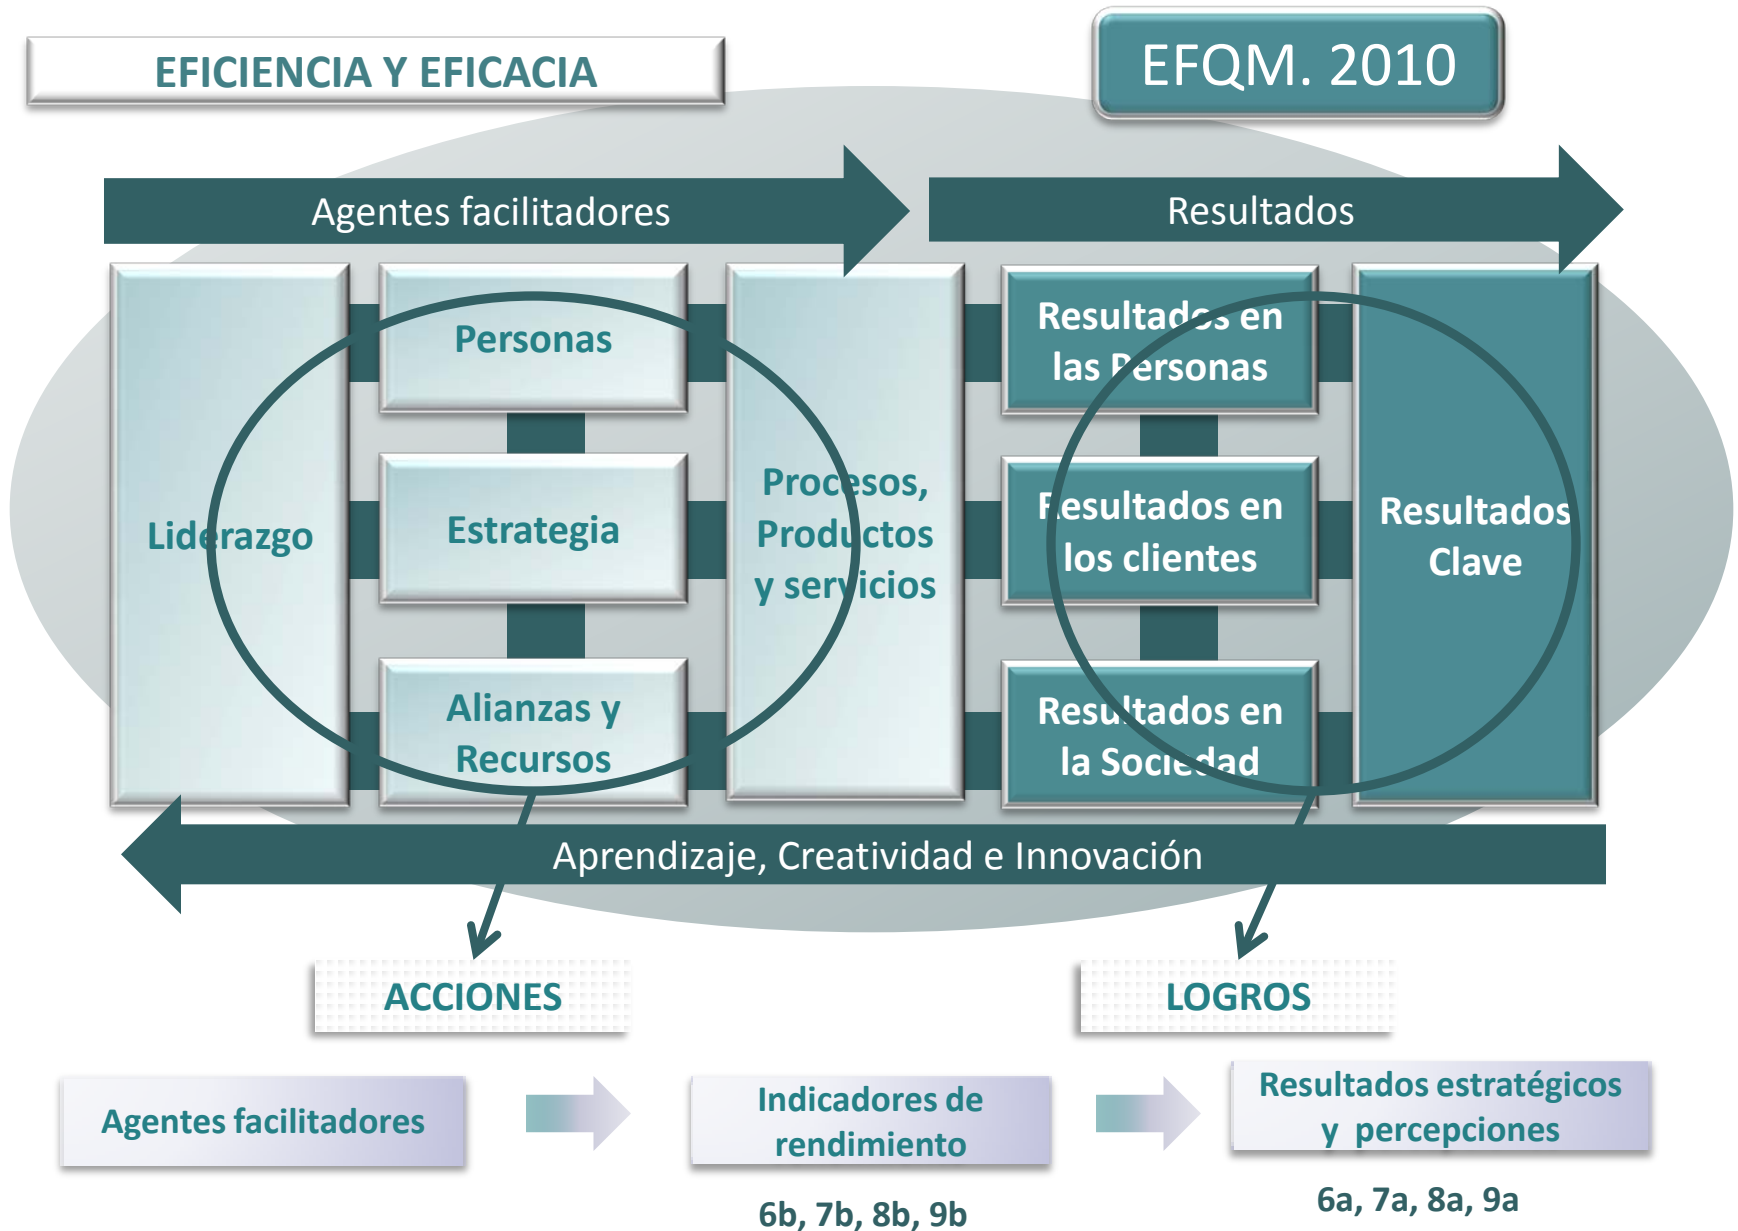 EFICIENCIA Y EFICACIA
EFQM. 2010
Agentes facilitadores
Resultados
Liderazgo
Personas
Estrategia
Alianzas y
Recursos
Procesos,
Productos
y servicios
Resultados en
las Personas
Resultados en
los clientes
Resultados en
la Sociedad
Resultados
Clave
Aprendizaje, Creatividad e Innovación
ACCIONES
LOGROS
Agentes facilitadores
Indicadores de
rendimiento
6b, 7b, 8b, 9b
Resultados estratégicos
y percepciones
6a, 7a, 8a, 9a